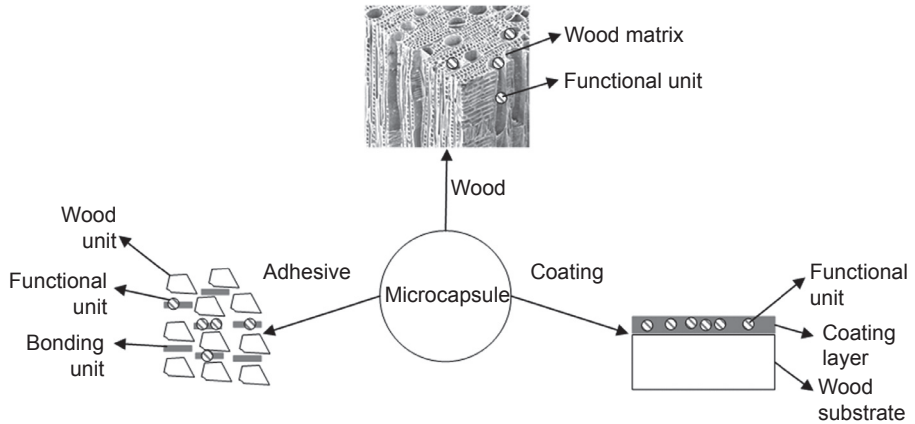 Wood matrix
Functional unit
Wood
Wood
unit
Functional
unit
Bonding
unit
Adhesive
Microcapsule
Coating
Functional
unit
Coating
layer
Wood
substrate